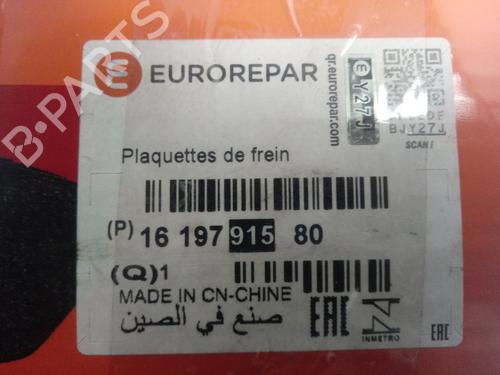 EUROREPAR
qr.eurorepar.com
Y27J
BJY27J
SCAN !
Plaquettes de frein
(P) 16 197 915 80
(Q) 1
MADE IN CN-CHINE
صنع في الصين
EAC
INMETRO
EAC
B-PARTS